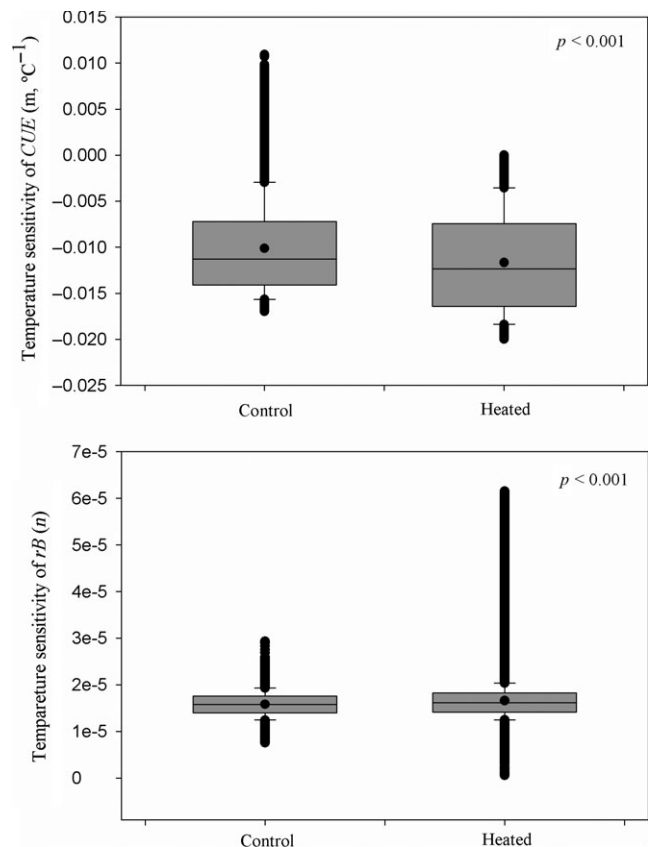 0.015
p < 0.001
0.010
0.005
0.000
−0.005
−0.010
−0.015
−0.020
−0.025
Temperature sensitivity of CUE (m, ºC−1)
Control Heated
7e-5
p < 0.001
6e-5
5e-5
4e-5
3e-5
2e-5
1e-5
0
Tempareture sensitivity of rB (n)
Control Heated